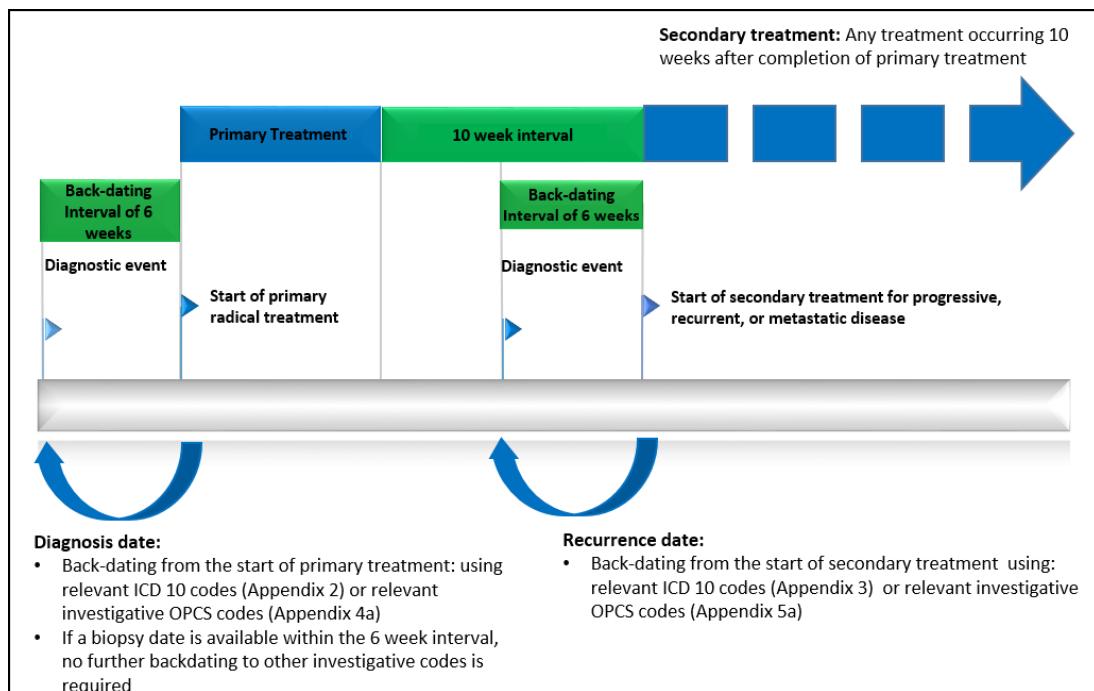 Secondary treatment: Any treatment occurring 10
weeks after completion of primary treatment
Primary Treatment
10 week interval
Back-dating
Interval of 6
weeks
Back-dating
Interval of 6 weeks
Diagnostic event
Diagnostic event
Start of primary
radical treatment
Start of secondary treatment for progressive,
recurrent, or metastatic disease
Diagnosis date:
• Back-dating from the start of primary treatment: using
relevant ICD 10 codes (Appendix 2) or relevant
investigative OPCS codes (Appendix 4a)
• If a biopsy date is available within the 6 week interval,
no further backdating to other investigative codes is
required
Recurrence date:
• Back-dating from the start of secondary treatment using:
relevant ICD 10 codes (Appendix 3) or relevant investigative
OPCS codes (Appendix 5a)